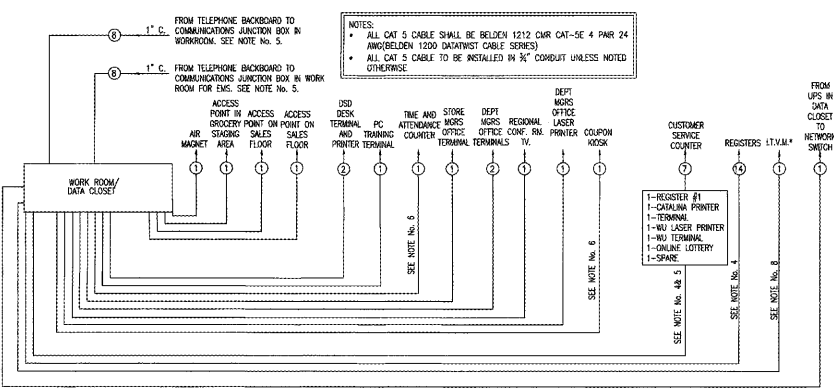 FROM TELEPHONE BACKBOARD TO
8
1" C.
COMMUNICATIONS JUNCTION BOX IN
WORKROOM. SEE NOTE No. 5.
FROM TELEPHONE BACKBOARD TO
8
1" C.
COMMUNICATIONS JUNCTION BOX IN WORK
ROOM FOR EMS. SEE NOTE No. 5.
NOTES:
• ALL CAT 5 CABLE SHALL BE BELDEN 1212 CMR CAT-5E 4 PAIR 24
AWG(BELDEN 1200 DATATWIST CABLE SERIES)
• ALL CAT 5 CABLE TO BE INSTALLED IN ¾" CONDUIT UNLESS NOTED
OTHERWISE
WORK ROOM/
DATA CLOSET
AIR
MAGNET
1
ACCESS
POINT IN
GROCERY
STAGING
AREA
1
ACCESS
POINT ON
SALES
FLOOR
1
ACCESS
POINT ON
SALES
FLOOR
1
DSD
DESK
TERMINAL
AND
PRINTER
2
PC
TRAINING
TERMINAL
1
TIME AND
ATTENDANCE
COUNTER
1
SEE NOTE No. 6
STORE
MGRS
OFFICE
TERMINAL
1
DEPT
MGRS
OFFICE
TERMINALS
2
REGIONAL
CONF. RM.
TV.
1
DEPT
MGRS
OFFICE
LASER
PRINTER
1
COUPON
KIOSK
1
SEE NOTE No. 6
CUSTOMER
SERVICE
COUNTER
7
1-REGISTER #1
1-CATALINA PRINTER
1-TERMINAL
1-WU LASER PRINTER
1-WU TERMINAL
1-ONLINE LOTTERY
1-SPARE
SEE NOTE No. 4& 5
REGISTERS
14
SEE NOTE No. 4
I.T.V.M.*
1
SEE NOTE No. 8
FROM
UPS IN
DATA
CLOSET
TO
NETWORK
SWITCH
1